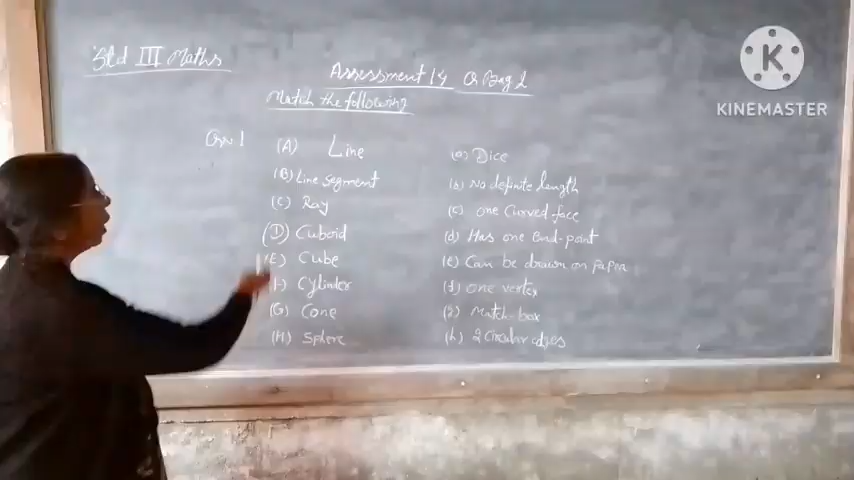 Std III Maths
Assessment 14 Q Bag 2
Match the following
Qn 1 (A) Line (a) Dice
(B) Line segment (b) No definite length
(C) Ray (c) one curved face
(D) Cuboid (d) Has one end-point
(E) Cube (e) Can be drawn on paper
(F) Cylinder (f) one vertex
(G) Cone (g) Match-box
(H) Sphere (h) 2 Circular edges
K
KINEMASTER